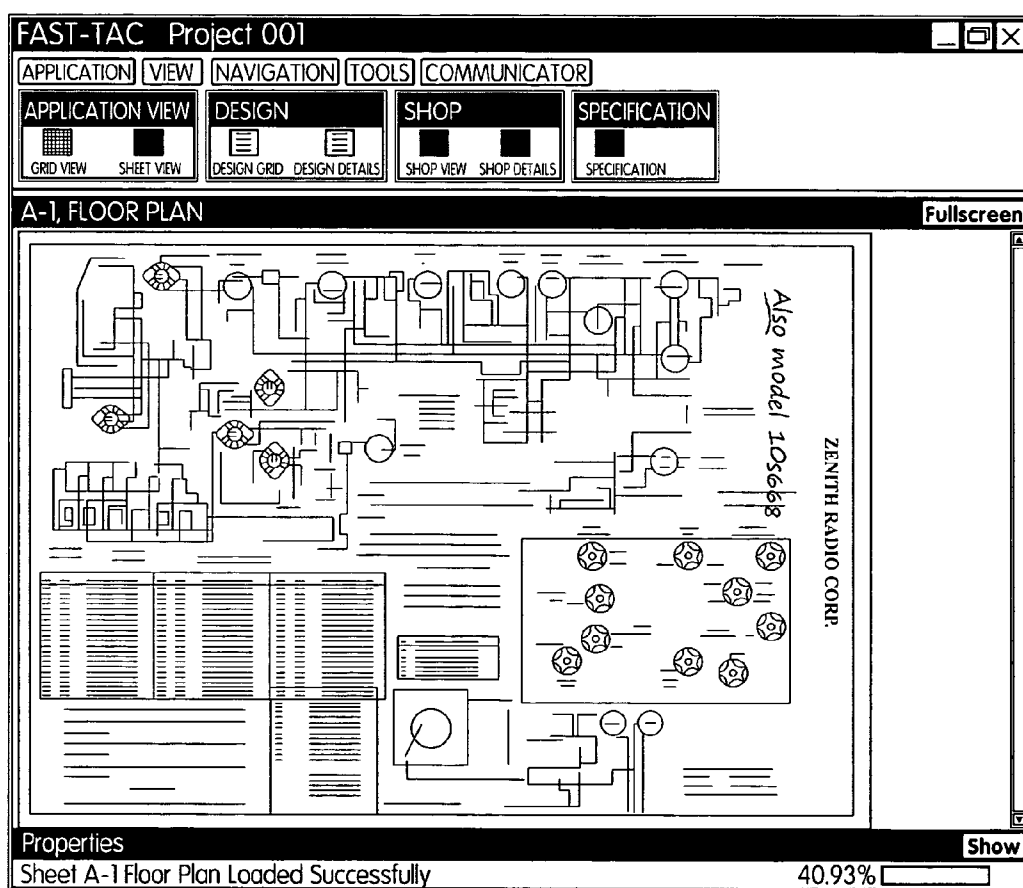 FAST-TAC Project 001
APPLICATION VIEW NAVIGATION TOOLS COMMUNICATOR
APPLICATION VIEW DESIGN SHOP SPECIFICATION
GRID VIEW SHEET VIEW DESIGN GRID DESIGN DETAILS SHOP VIEW SHOP DETAILS SPECIFICATION
A-1, FLOOR PLAN Fullscreen
Also model 10S668
ZENITH RADIO CORP.
Properties Show
Sheet A-1 Floor Plan Loaded Successfully 40.93%